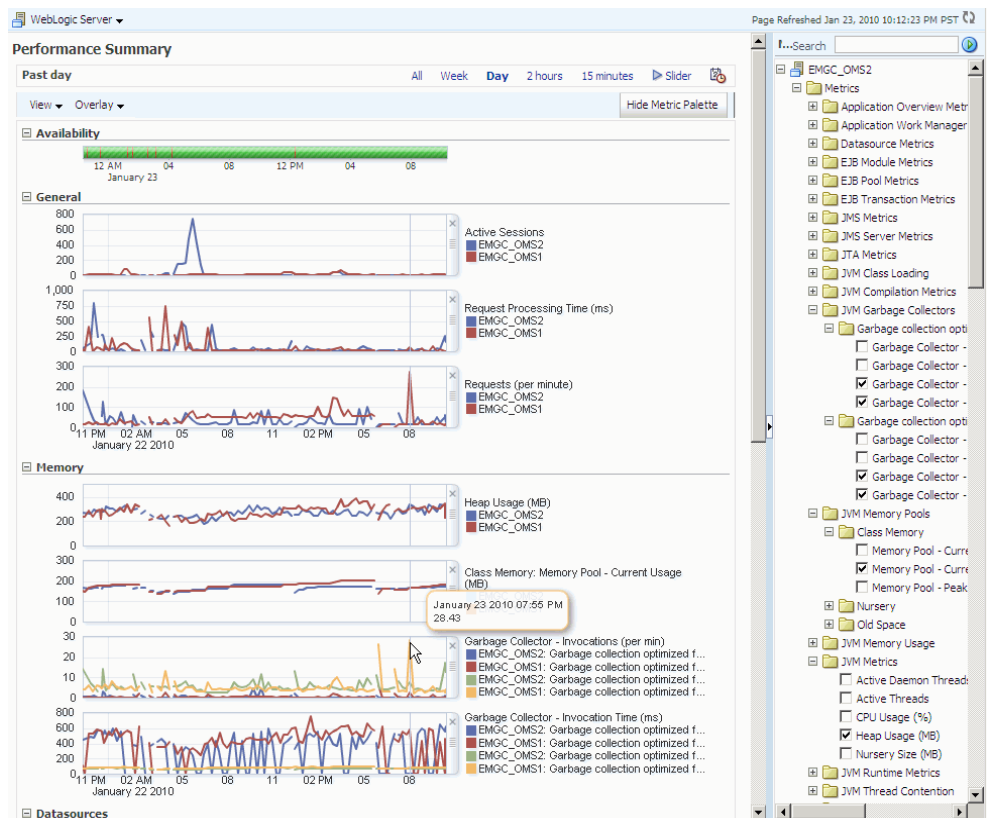 WebLogic Server
Page Refreshed Jan 23, 2010 10:12:23 PM PST
Performance Summary
Past day
All Week Day 2 hours 15 minutes Slider
View Overlay
Hide Metric Palette
Availability
12 AM 04 08 12 PM 04 08
January 23
General
800
600
400
200
0
Active Sessions
EMGC_OMS2
EMGC_OMS1
1,000
750
500
250
0
Request Processing Time (ms)
EMGC_OMS2
EMGC_OMS1
300
200
100
0
Requests (per minute)
EMGC_OMS2
EMGC_OMS1
11 PM 02 AM 05 08 11 02 PM 05 08
January 22 2010
Memory
400
200
0
Heap Usage (MB)
EMGC_OMS2
EMGC_OMS1
300
200
100
0
Class Memory: Memory Pool - Current Usage
(MB)
January 23 2010 07:55 PM
28.43
30
20
10
0
Garbage Collector - Invocations (per min)
EMGC_OMS2: Garbage collection optimized f...
EMGC_OMS1: Garbage collection optimized f...
EMGC_OMS2: Garbage collection optimized f...
EMGC_OMS1: Garbage collection optimized f...
800
600
400
200
0
Garbage Collector - Invocation Time (ms)
EMGC_OMS2: Garbage collection optimized f...
EMGC_OMS1: Garbage collection optimized f...
EMGC_OMS2: Garbage collection optimized f...
EMGC_OMS1: Garbage collection optimized f...
11 PM 02 AM 05 08 11 02 PM 05 08
January 22 2010
Datasources
Search
EMGC_OMS2
Metrics
Application Overview Metr
Application Work Manager
Datasource Metrics
EJB Module Metrics
EJB Pool Metrics
EJB Transaction Metrics
JMS Metrics
JMS Server Metrics
JTA Metrics
JVM Class Loading
JVM Compilation Metrics
JVM Garbage Collectors
Garbage collection opti
Garbage Collector -
Garbage Collector -
Garbage Collector -
Garbage Collector -
Garbage collection opti
Garbage Collector -
Garbage Collector -
Garbage Collector -
Garbage Collector -
JVM Memory Pools
Class Memory
Memory Pool - Curre
Memory Pool - Curre
Memory Pool - Peak
Nursery
Old Space
JVM Memory Usage
JVM Metrics
Active Daemon Threads
Active Threads
CPU Usage (%)
Heap Usage (MB)
Nursery Size (MB)
JVM Runtime Metrics
JVM Thread Contention